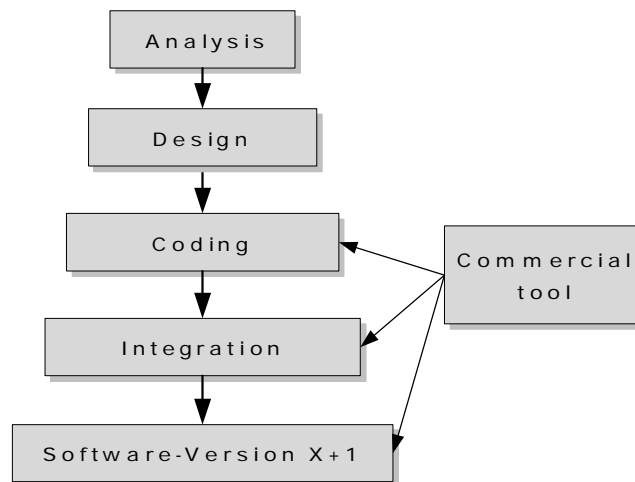 Analysis
Design
Coding
Commercial
tool
Integration
Software-Version X+1